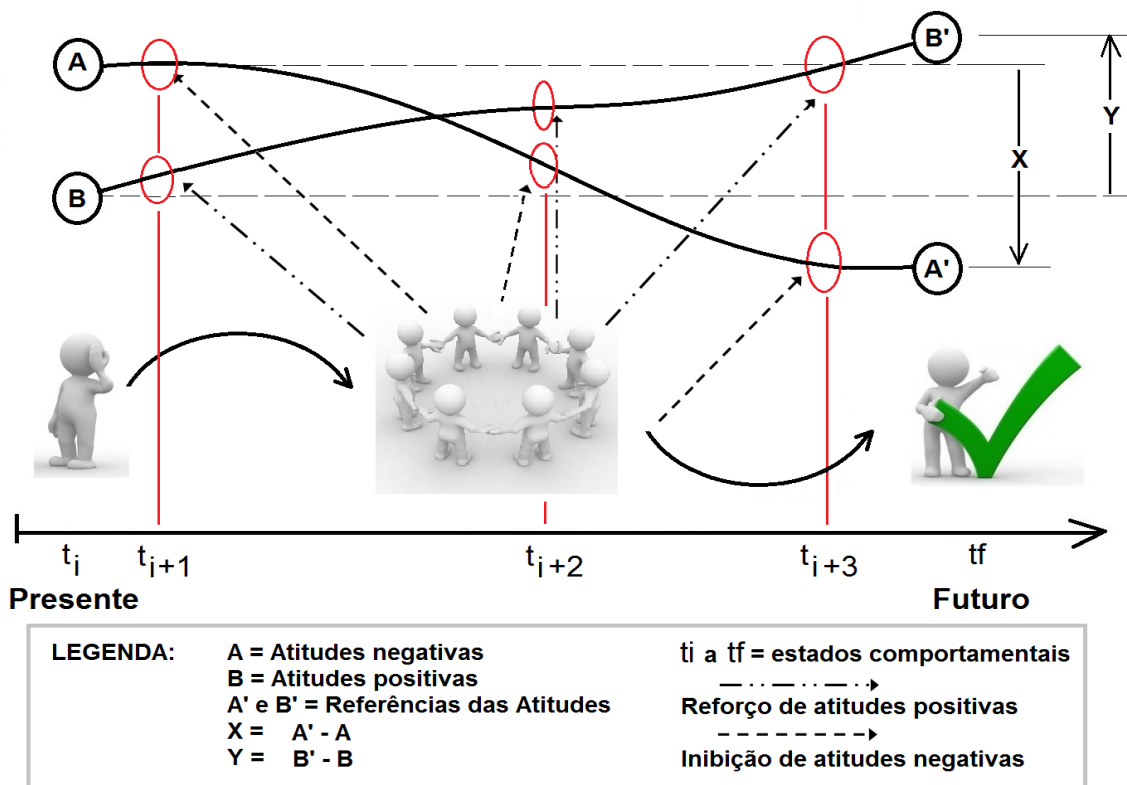 B'
A
Y
X
B
A'
ti ti+1 ti+2 ti+3 tf
Presente Futuro
LEGENDA:
A = Atitudes negativas
B = Atitudes positivas
A' e B' = Referências das Atitudes
X = A' - A
Y = B' - B
ti a tf = estados comportamentais
Reforço de atitudes positivas
Inibição de atitudes negativas